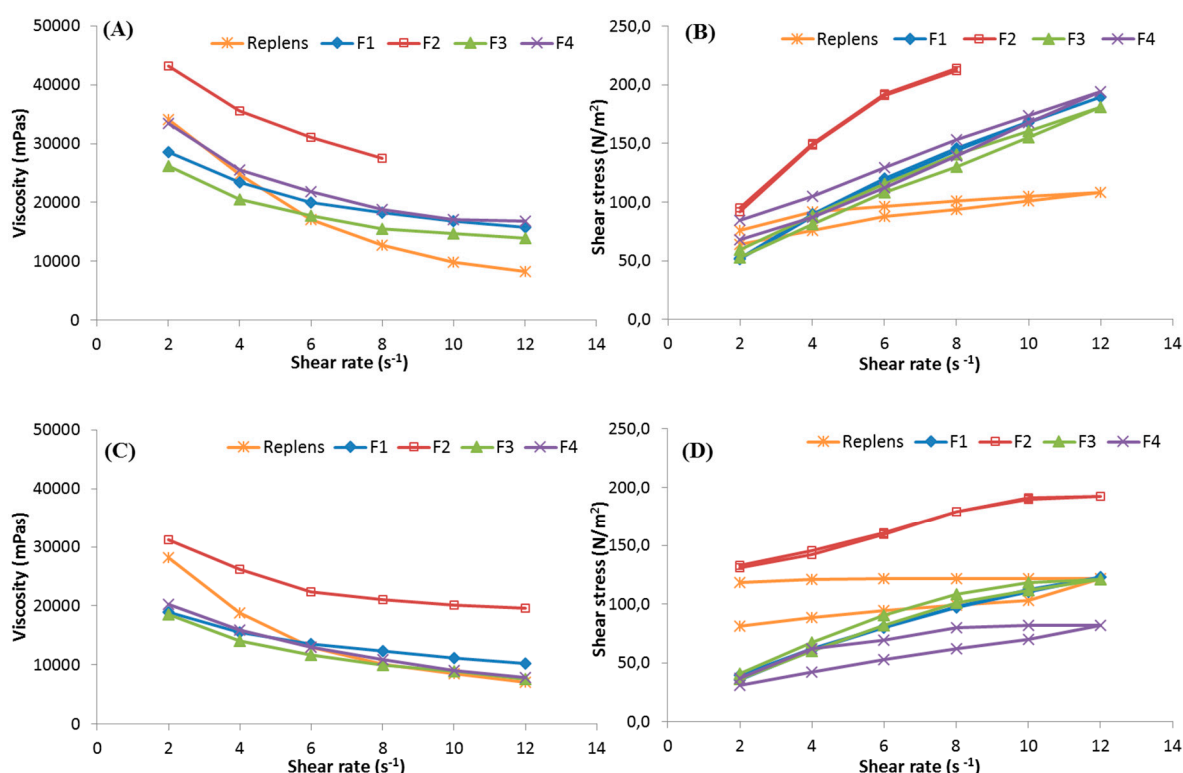 (A)
Replens F1 F2 F3 F4
Viscosity (mPas)
50000
40000
30000
20000
10000
0
0 2 4 6 8 10 12 14
Shear rate (s⁻¹)
(B)
Replens F1 F2 F3 F4
Shear stress (N/m²)
250,0
200,0
150,0
100,0
50,0
0,0
0 2 4 6 8 10 12 14
Shear rate (s⁻¹)
(C)
Replens F1 F2 F3 F4
Viscosity (mPas)
50000
40000
30000
20000
10000
0
0 2 4 6 8 10 12 14
Shear rate (s⁻¹)
(D)
Replens F1 F2 F3 F4
Shear stress (N/m²)
250,0
200,0
150,0
100,0
50,0
0,0
0 2 4 6 8 10 12 14
Shear rate (s⁻¹)